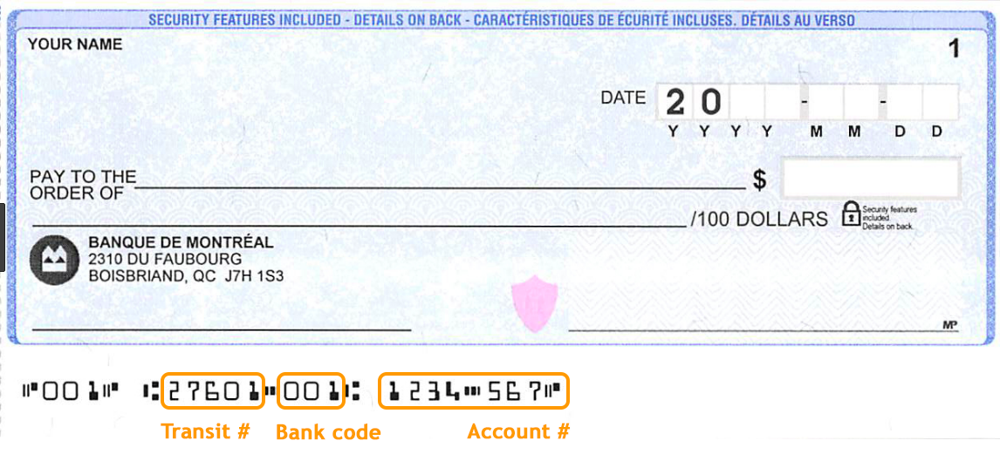 SECURITY FEATURES INCLUDED - DETAILS ON BACK - CARACTÉRISTIQUES DE ÉCURITÉ INCLUSES. DÉTAILS AU VERSO
YOUR NAME
1
DATE 2 0 - -
Y Y Y Y M M D D
PAY TO THE
ORDER OF $
/100 DOLLARS
Security features
included.
Details on back.
BANQUE DE MONTRÉAL
2310 DU FAUBOURG
BOISBRIAND, QC J7H 1S3
MP
⑈001⑈ ⑆27601⑉001⑆ 1234⑉567⑈
Transit # Bank code Account #